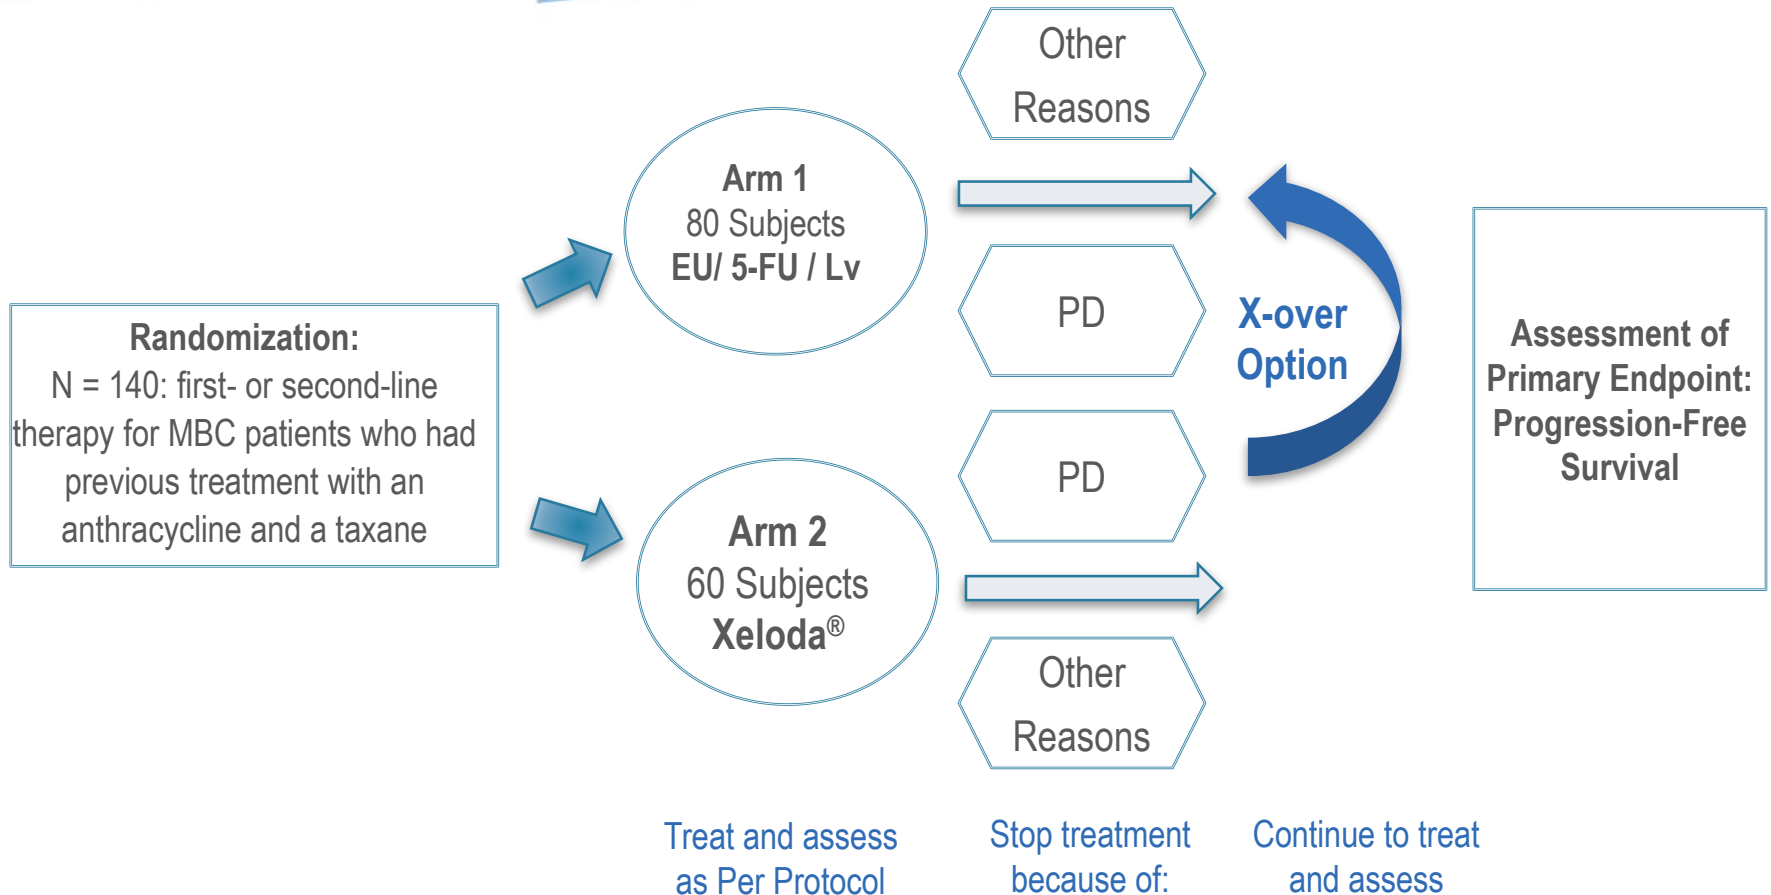 Randomization:
N = 140: first- or second-line
therapy for MBC patients who had
previous treatment with an
anthracycline and a taxane
Arm 1
80 Subjects
EU/ 5-FU / Lv
Arm 2
60 Subjects
Xeloda®
Other
Reasons
PD
PD
Other
Reasons
X-over
Option
Assessment of
Primary Endpoint:
Progression-Free
Survival
Treat and assess
as Per Protocol
Stop treatment
because of:
Continue to treat
and assess